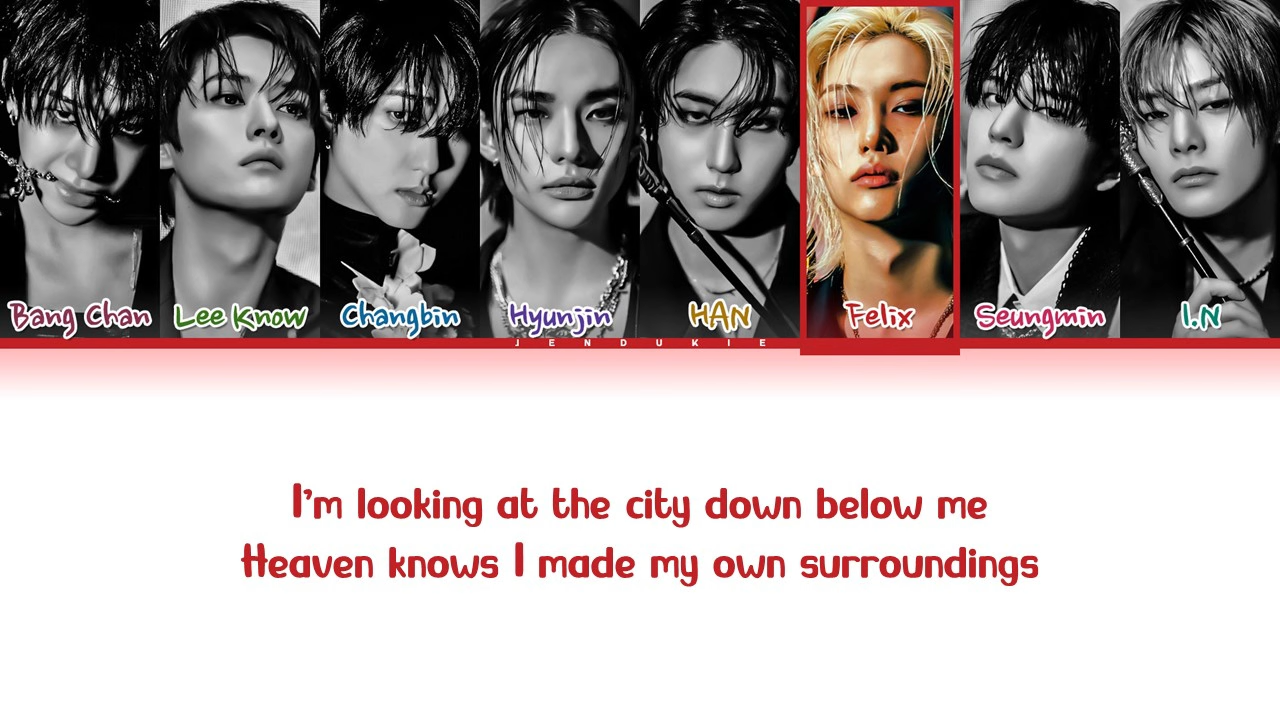 Bang Chan
Lee Know
Changbin
Hyunjin
HAN
Felix
Seungmin
I.N
JENDUKIE
I'm looking at the city down below me
Heaven knows I made my own surroundings